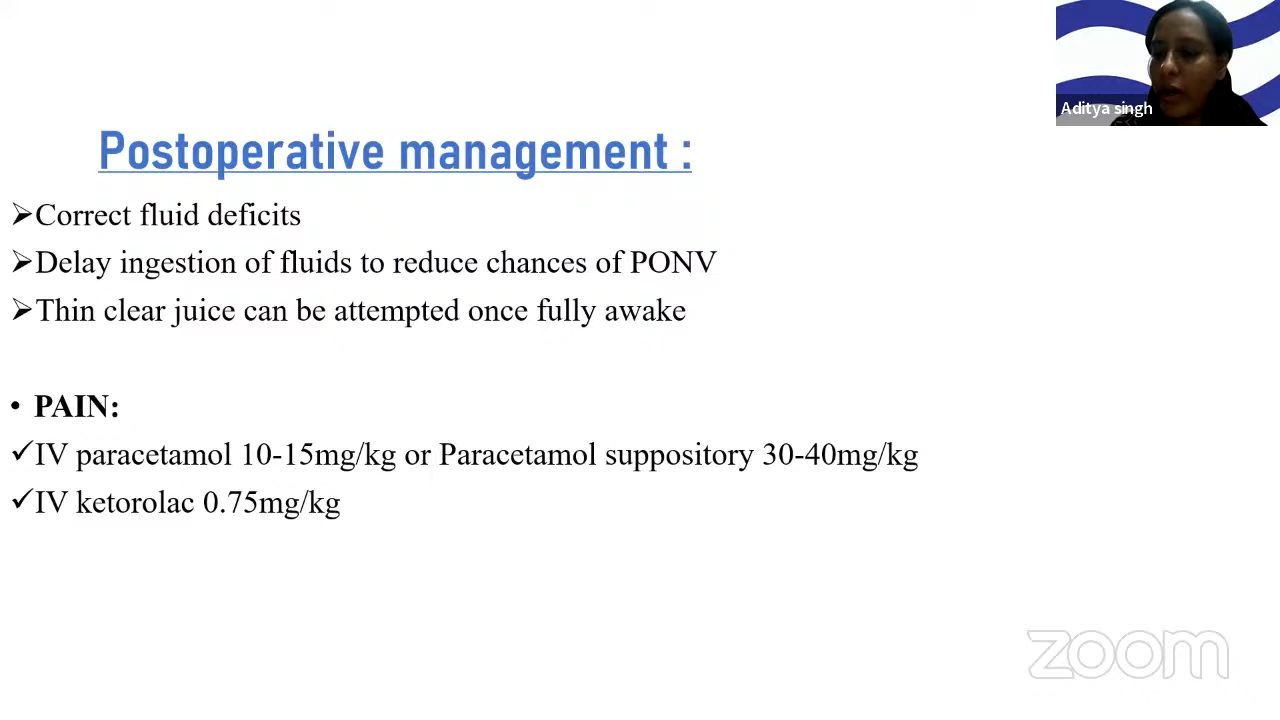 Aditya singh
Postoperative management :
➢Correct fluid deficits
➢Delay ingestion of fluids to reduce chances of PONV
➢Thin clear juice can be attempted once fully awake
• PAIN:
✓IV paracetamol 10-15mg/kg or Paracetamol suppository 30-40mg/kg
✓IV ketorolac 0.75mg/kg
zoom